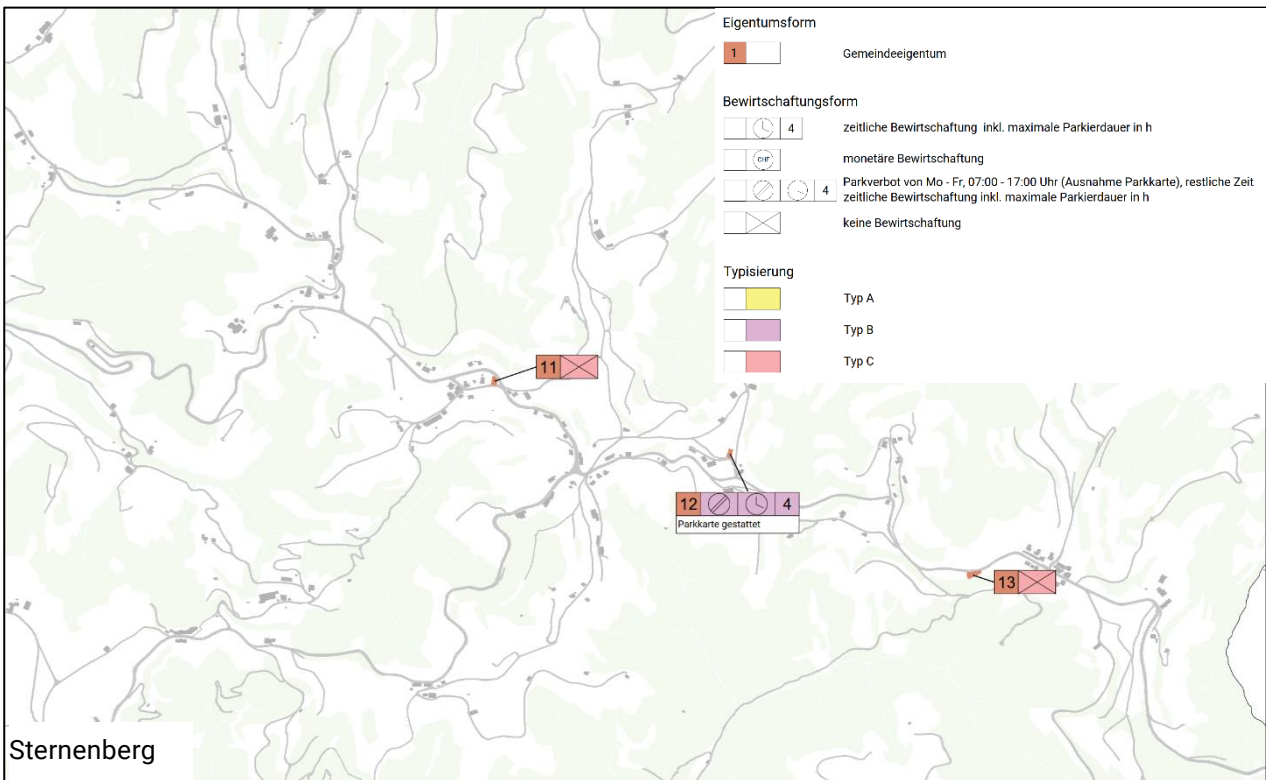 Eigentumsform
1
Gemeindeeigentum
Bewirtschaftungsform
4
zeitliche Bewirtschaftung inkl. maximale Parkierdauer in h
CHF
monetäre Bewirtschaftung
4
Parkverbot von Mo - Fr, 07:00 - 17:00 Uhr (Ausnahme Parkkarte), restliche Zeit
zeitliche Bewirtschaftung inkl. maximale Parkierdauer in h
keine Bewirtschaftung
Typisierung
Typ A
Typ B
Typ C
11
12
4
Parkkarte gestattet
13
Sternenberg